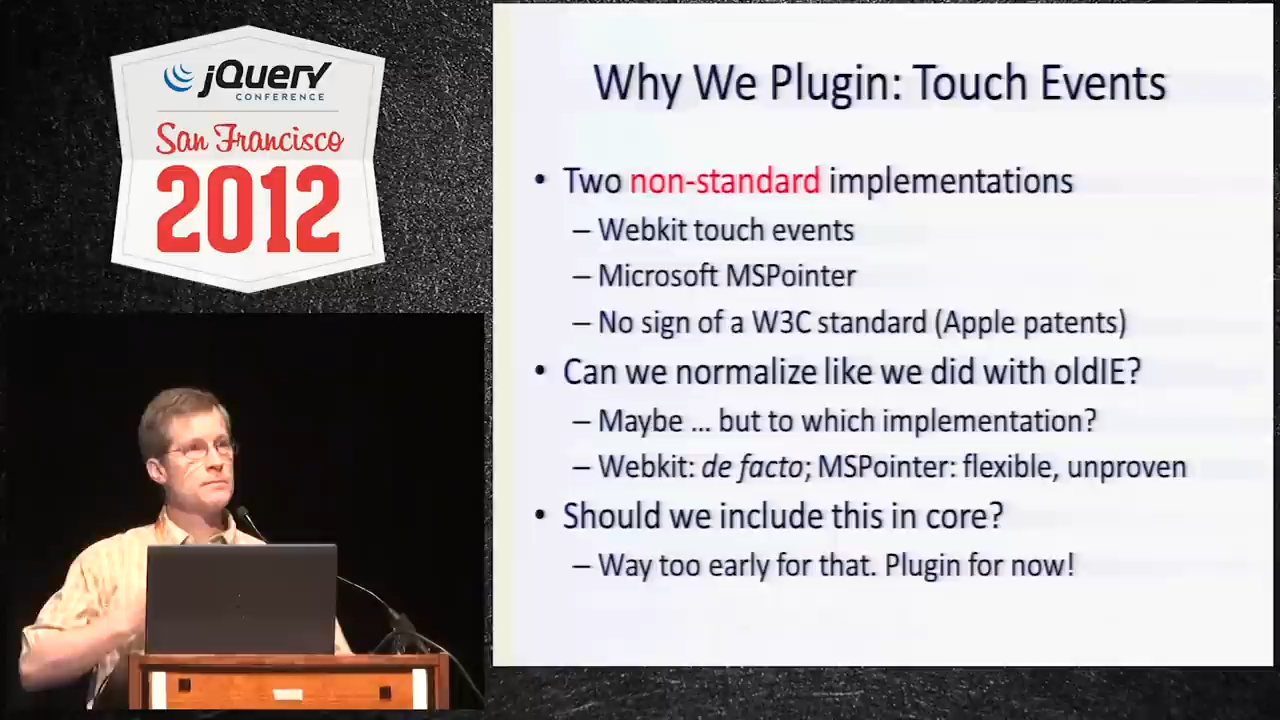 jQuery
CONFERENCE
San Francisco
2012
Why We Plugin: Touch Events
• Two non-standard implementations
– Webkit touch events
– Microsoft MSPointer
– No sign of a W3C standard (Apple patents)
• Can we normalize like we did with oldIE?
– Maybe ... but to which implementation?
– Webkit: de facto; MSPointer: flexible, unproven
• Should we include this in core?
– Way too early for that. Plugin for now!